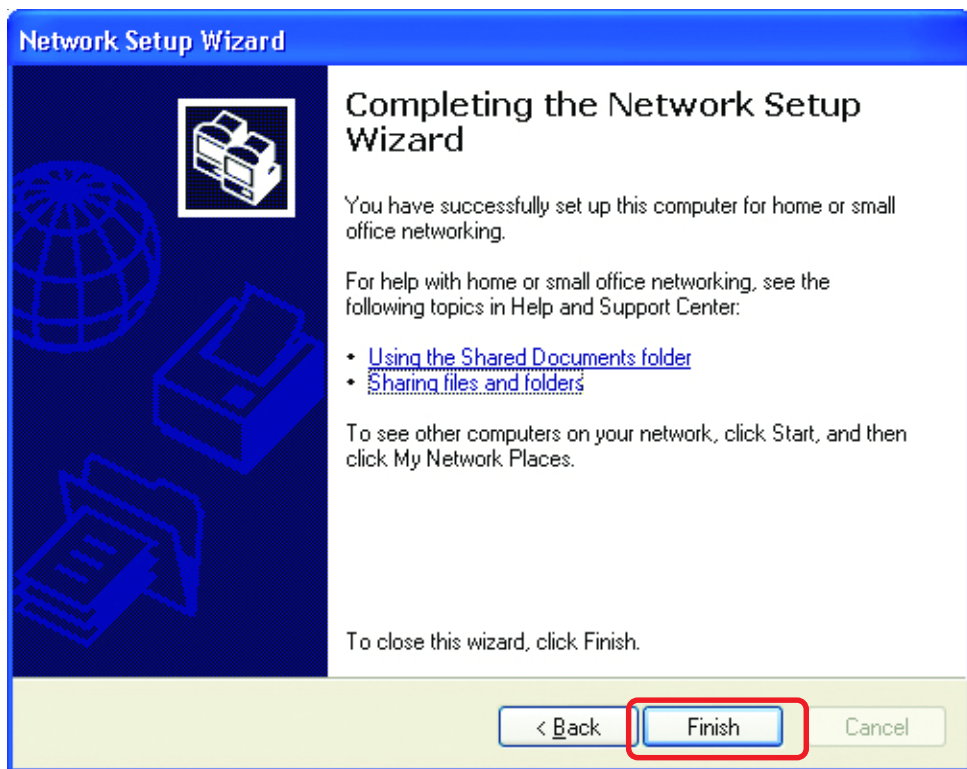 Network Setup Wizard
Completing the Network Setup
Wizard
You have successfully set up this computer for home or small
office networking.
For help with home or small office networking, see the
following topics in Help and Support Center:
• Using the Shared Documents folder
• Sharing files and folders
To see other computers on your network, click Start, and then
click My Network Places.
To close this wizard, click Finish.
< Back Finish Cancel